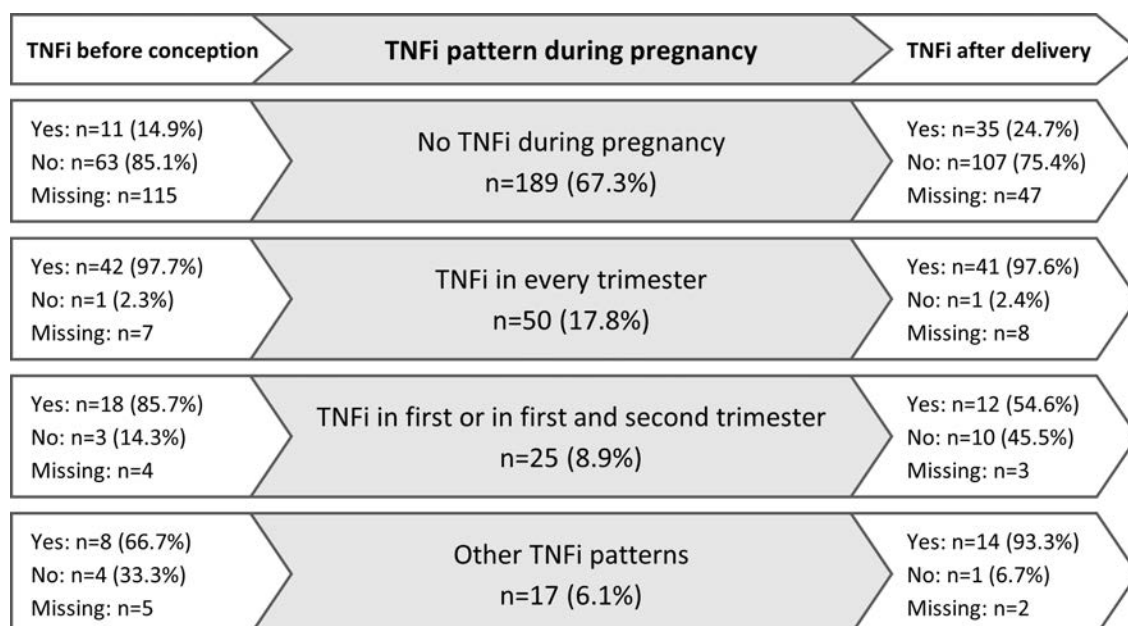 TNFi before conception
TNFi pattern during pregnancy
TNFi after delivery
Yes: n=11 (14.9%)
No: n=63 (85.1%)
Missing: n=115
No TNFi during pregnancy
n=189 (67.3%)
Yes: n=35 (24.7%)
No: n=107 (75.4%)
Missing: n=47
Yes: n=42 (97.7%)
No: n=1 (2.3%)
Missing: n=7
TNFi in every trimester
n=50 (17.8%)
Yes: n=41 (97.6%)
No: n=1 (2.4%)
Missing: n=8
Yes: n=18 (85.7%)
No: n=3 (14.3%)
Missing: n=4
TNFi in first or in first and second trimester
n=25 (8.9%)
Yes: n=12 (54.6%)
No: n=10 (45.5%)
Missing: n=3
Yes: n=8 (66.7%)
No: n=4 (33.3%)
Missing: n=5
Other TNFi patterns
n=17 (6.1%)
Yes: n=14 (93.3%)
No: n=1 (6.7%)
Missing: n=2